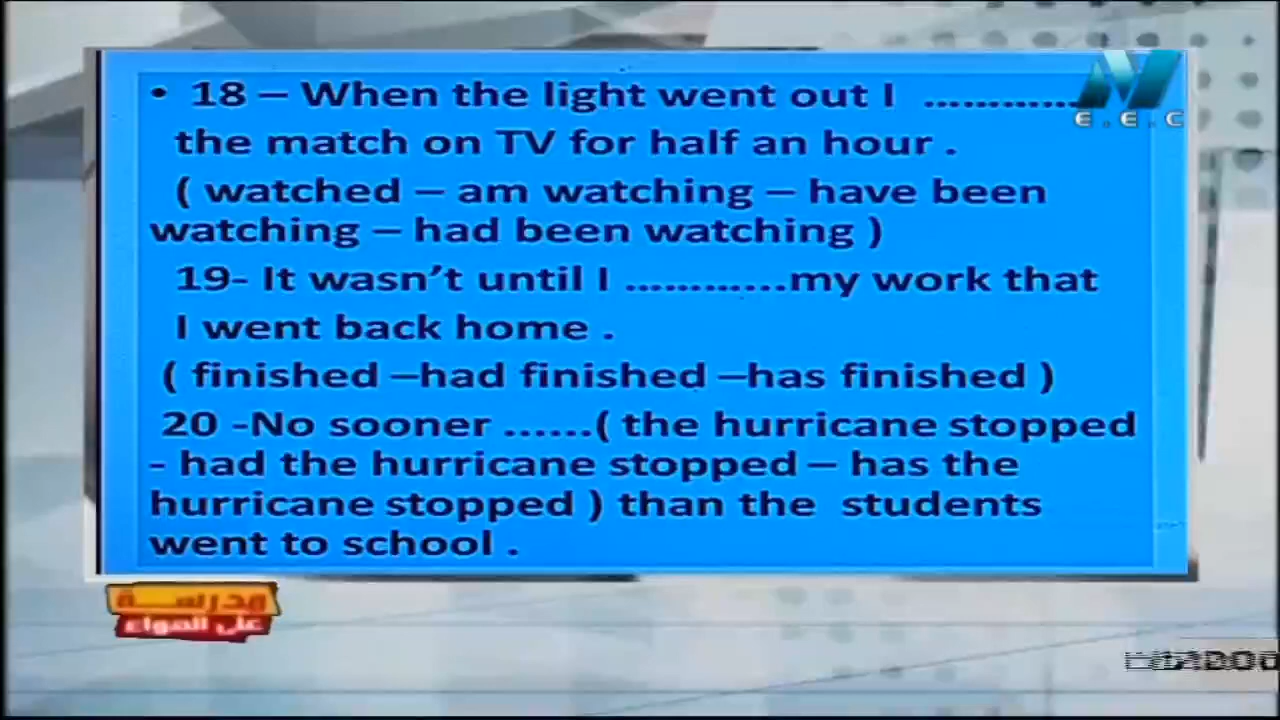 • 18 – When the light went out I ………….
the match on TV for half an hour .
( watched – am watching – have been
watching – had been watching )
19- It wasn’t until I ………....my work that
I went back home .
( finished –had finished –has finished )
20 -No sooner ……( the hurricane stopped
- had the hurricane stopped – has the
hurricane stopped ) than the students
went to school .
E.E.C
مدرسة
على الهواء